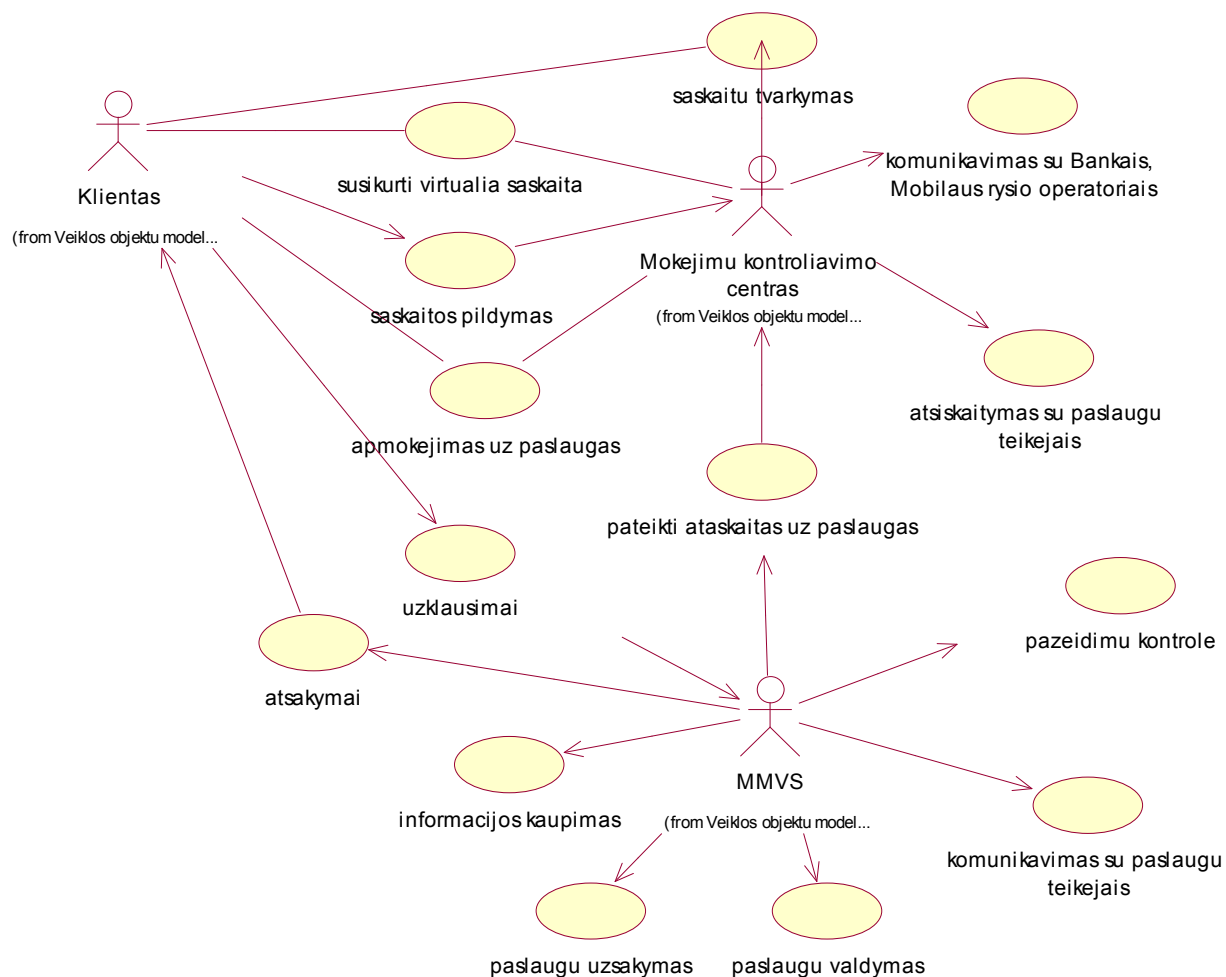 saskaitu tvarkymas
komunikavimas su Bankais,
Mobilaus rysio operatoriais
susikurti virtualia saskaita
Klientas
(from Veiklos objektu model...
Mokejimu kontroliavimo
centras
(from Veiklos objektu model...
saskaitos pildymas
atsiskaitymas su paslaugu
teikejais
apmokejimas uz paslaugas
pateikti ataskaitas uz paslaugas
uzklausimai
pazeidimu kontrole
atsakymai
MMVS
(from Veiklos objektu model...
informacijos kaupimas
komunikavimas su paslaugu
teikejais
paslaugu uzsakymas
paslaugu valdymas